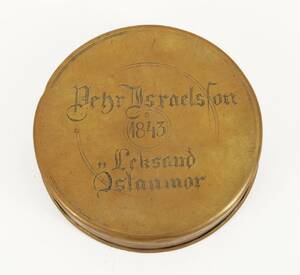 Pehr Israelsson
1843
„ Leksand
Östanmor